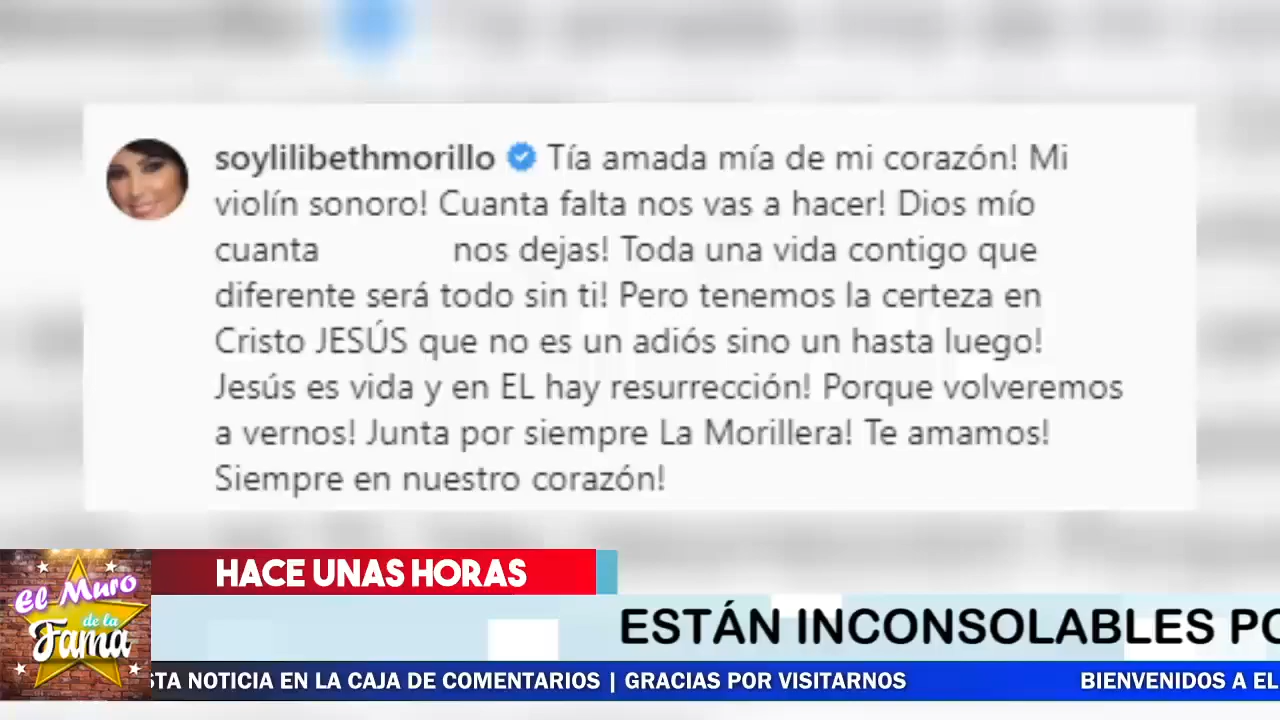 soylilibethmorillo Tía amada mía de mi corazón! Mi
violín sonoro! Cuanta falta nos vas a hacer! Dios mío
cuanta nos dejas! Toda una vida contigo que
diferente será todo sin ti! Pero tenemos la certeza en
Cristo JESÚS que no es un adiós sino un hasta luego!
Jesús es vida y en EL hay resurrección! Porque volveremos
a vernos! Junta por siempre La Morillera! Te amamos!
Siempre en nuestro corazón!
HACE UNAS HORAS
El Muro
de la
Fama
ESTÁN INCONSOLABLES
NOTICIA EN LA CAJA DE COMENTARIOS | GRACIAS POR VISITARNOS BIENVENIDOS A EL